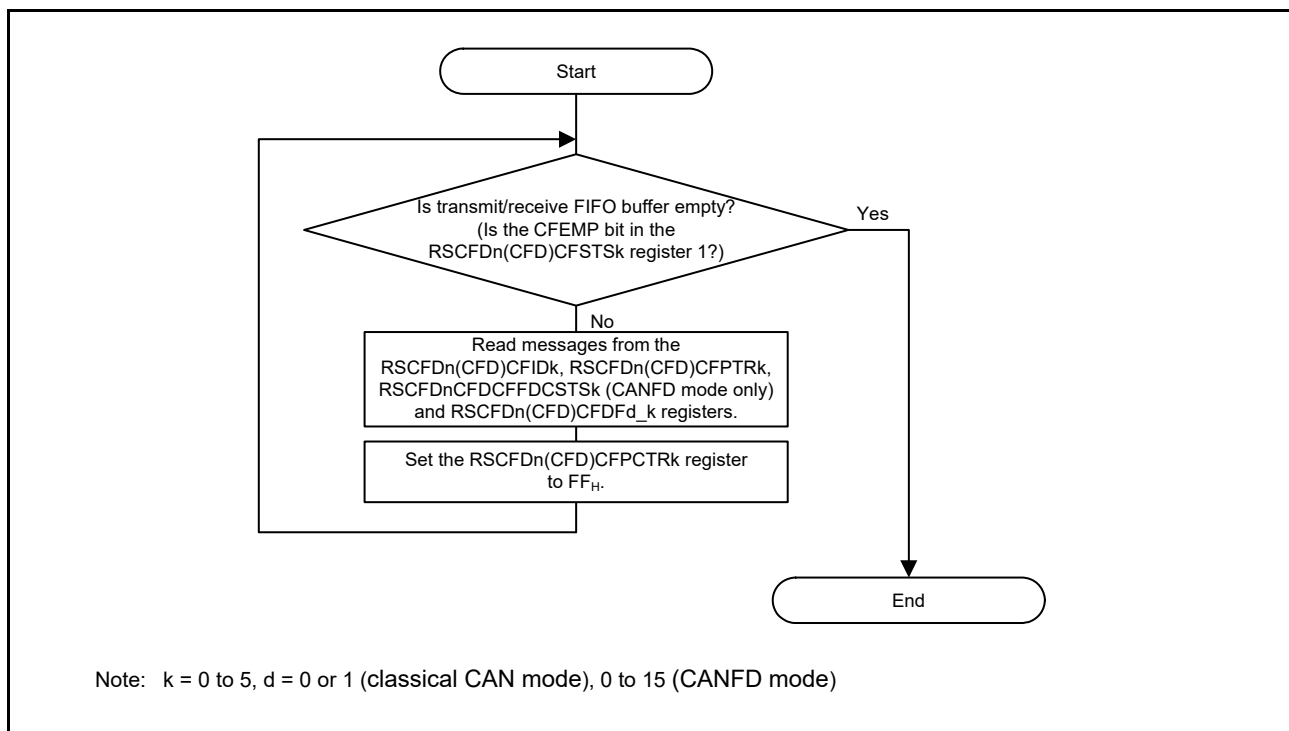 Start
Is transmit/receive FIFO buffer empty?
(Is the CFEMP bit in the
RSCFDn(CFD)CFSTSk register 1?)
Yes
No
Read messages from the
RSCFDn(CFD)CFIDk, RSCFDn(CFD)CFPTRk,
RSCFDnCFDCFFDCSTSk (CANFD mode only)
and RSCFDn(CFD)CFDFd_k registers.
Set the RSCFDn(CFD)CFPCTRk register
to FFH.
End
Note: k = 0 to 5, d = 0 or 1 (classical CAN mode), 0 to 15 (CANFD mode)